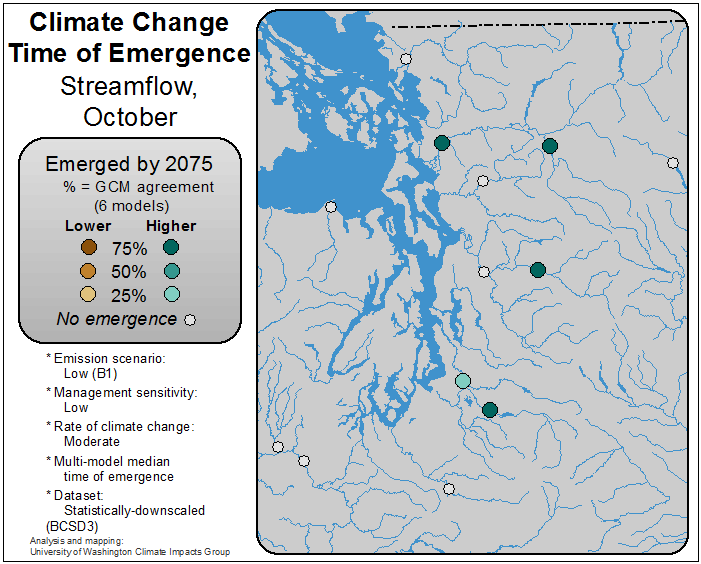 Climate Change
Time of Emergence
Streamflow,
October
Emerged by 2075
% = GCM agreement
(6 models)
Lower Higher
75%
50%
25%
No emergence
* Emission scenario:
Low (B1)
* Management sensitivity:
Low
* Rate of climate change:
Moderate
* Multi-model median
time of emergence
* Dataset:
Statistically-downscaled
(BCSD3)
Analysis and mapping:
University of Washington Climate Impacts Group